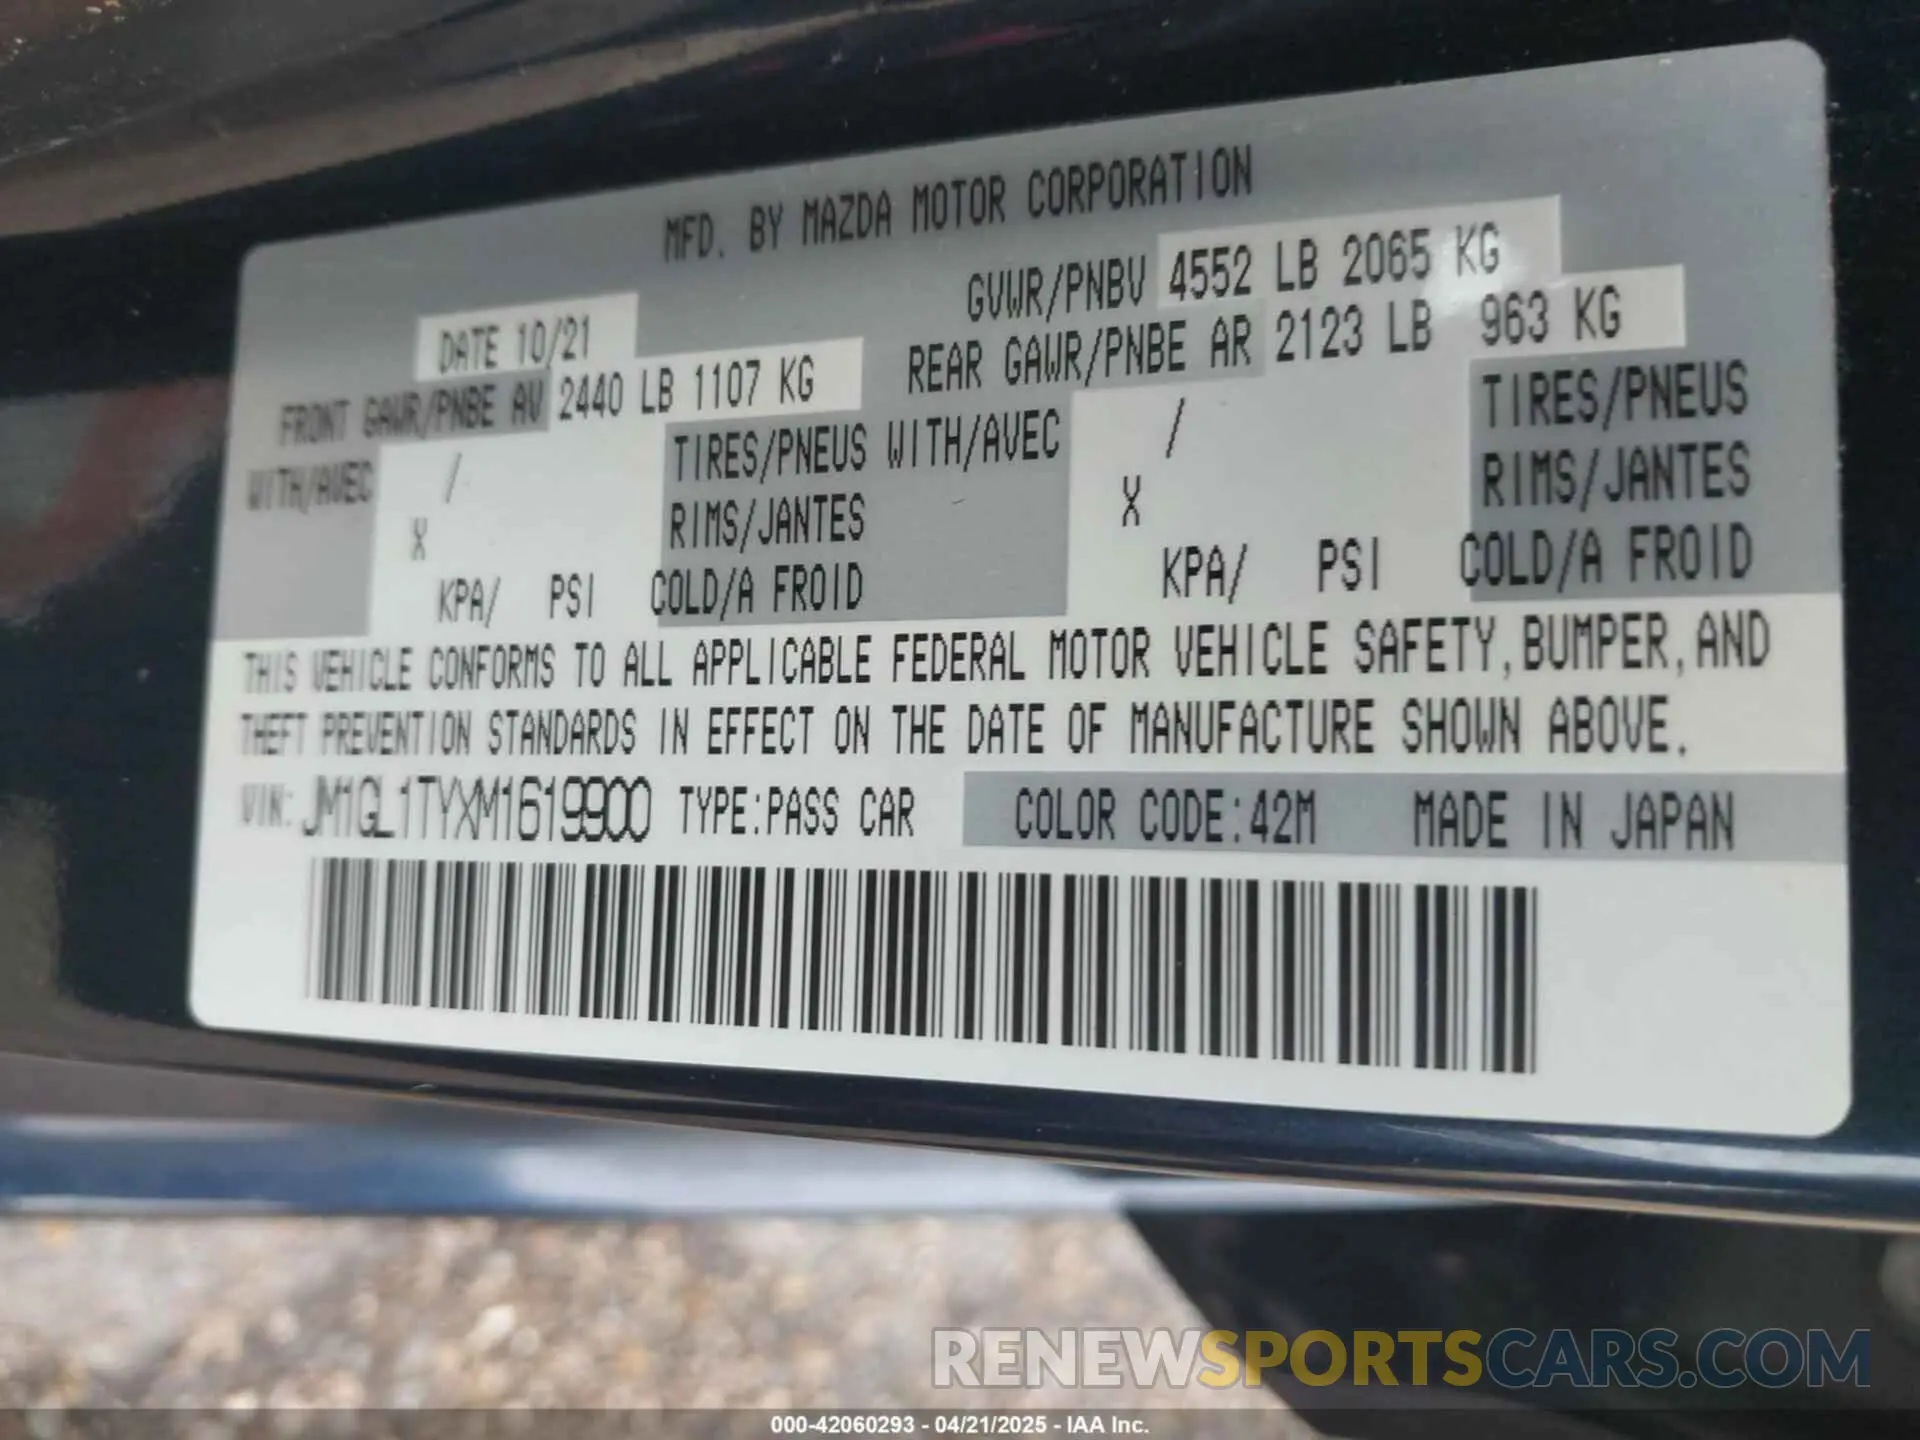 MFD. BY MAZDA MOTOR CORPORATION
DATE 10/21 GVWR/PNBV 4552 LB 2065 KG
FRONT GAWR/PNBE AV 2440 LB 1107 KG REAR GAWR/PNBE AR 2123 LB 963 KG
WITH/AVEC / TIRES/PNEUS WITH/AVEC / TIRES/PNEUS
X RIMS/JANTES X RIMS/JANTES
KPA/ PSI COLD/A FROID KPA/ PSI COLD/A FROID
THIS VEHICLE CONFORMS TO ALL APPLICABLE FEDERAL MOTOR VEHICLE SAFETY, BUMPER, AND
THEFT PREVENTION STANDARDS IN EFFECT ON THE DATE OF MANUFACTURE SHOWN ABOVE.
VIN: JM1GL1TYXM1619900 TYPE: PASS CAR COLOR CODE: 42M MADE IN JAPAN
RENEWSPORTSCARS.COM
000-42060293 - 04/21/2025 - IAA Inc.